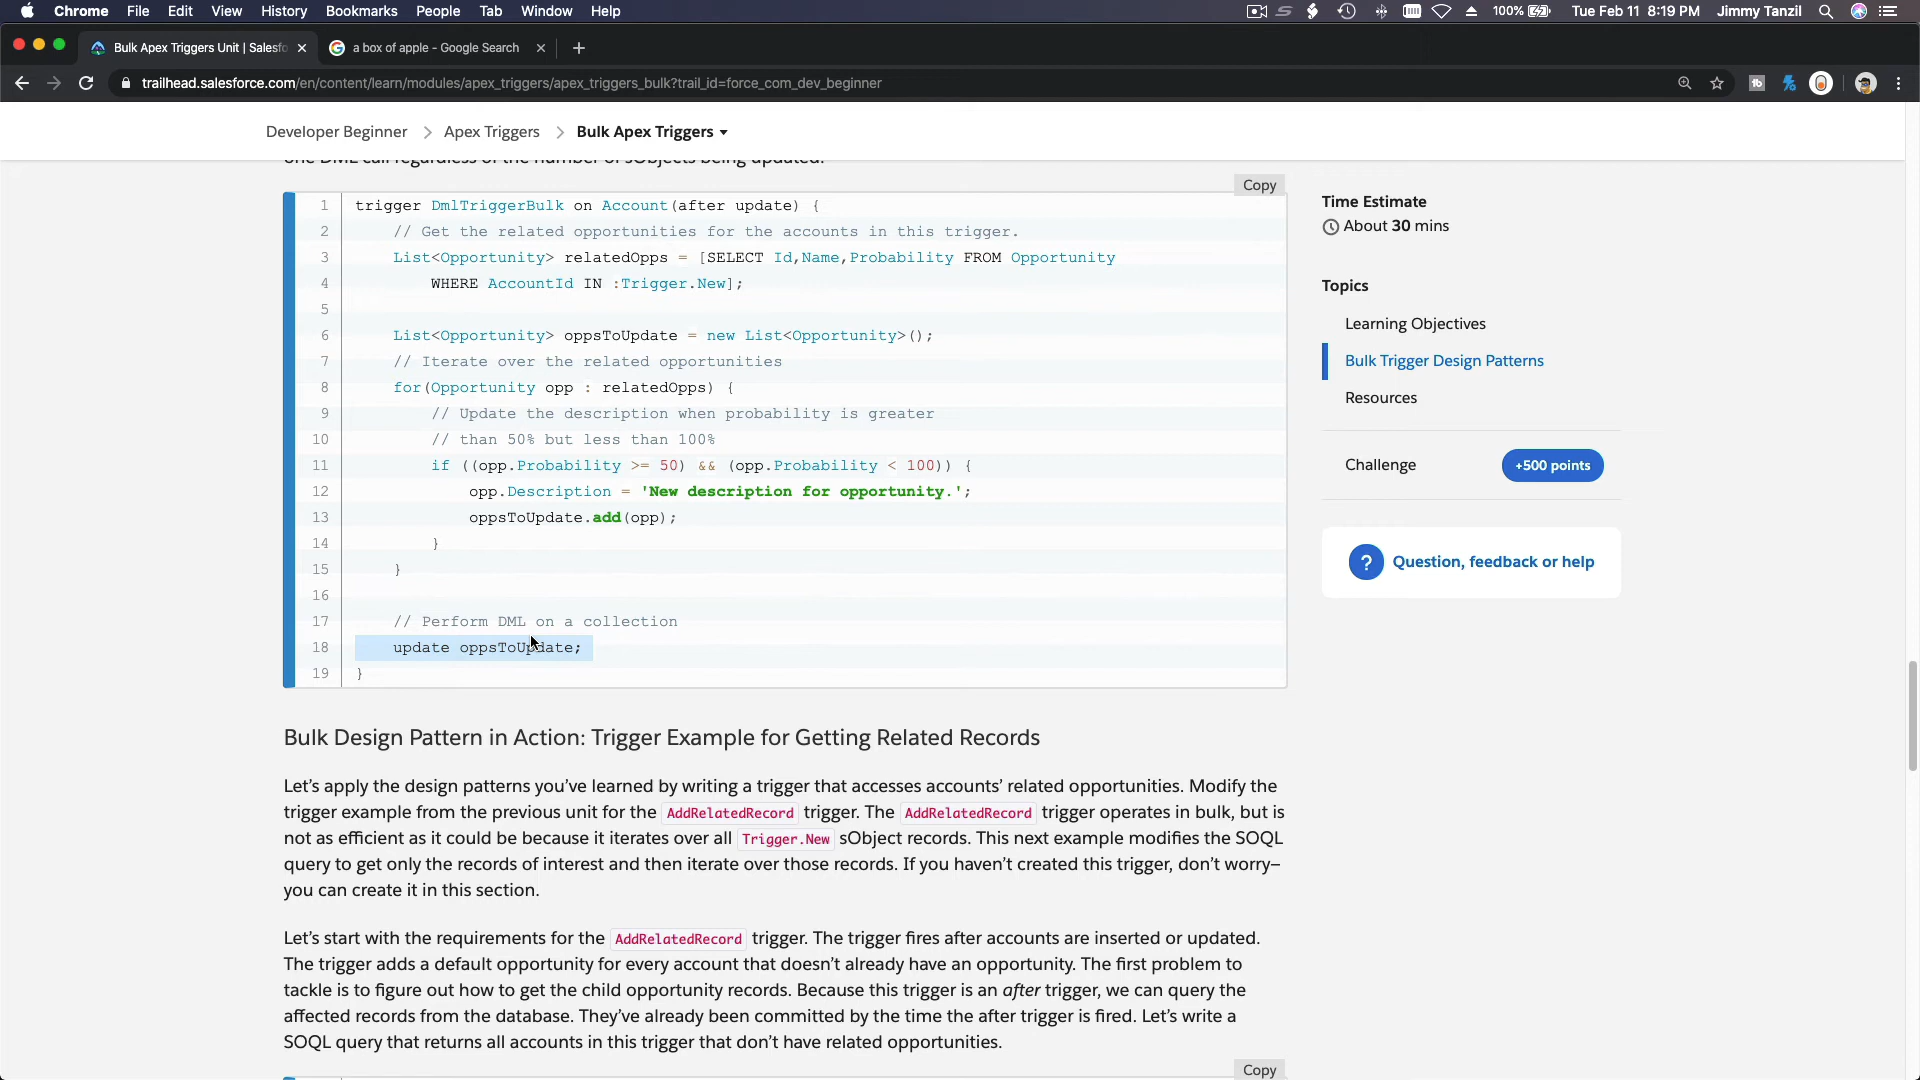 Chrome File Edit View History Bookmarks People Tab Window Help 100% Tue Feb 11 8:19 PM Jimmy Tanzil
Bulk Apex Triggers Unit | Salesfo a box of apple - Google Search
trailhead.salesforce.com/en/content/learn/modules/apex_triggers/apex_triggers_bulk?trail_id=force_com_dev_beginner
Developer Beginner > Apex Triggers > Bulk Apex Triggers
one DML call regardless of the number of sObjects being updated.
Copy
1 trigger DmlTriggerBulk on Account(after update) {
2 // Get the related opportunities for the accounts in this trigger.
3 List<Opportunity> relatedOpps = [SELECT Id,Name,Probability FROM Opportunity
4 WHERE AccountId IN :Trigger.New];
5
6 List<Opportunity> oppsToUpdate = new List<Opportunity>();
7 // Iterate over the related opportunities
8 for(Opportunity opp : relatedOpps) {
9 // Update the description when probability is greater
10 // than 50% but less than 100%
11 if ((opp.Probability >= 50) && (opp.Probability < 100)) {
12 opp.Description = 'New description for opportunity.';
13 oppsToUpdate.add(opp);
14 }
15 }
16
17 // Perform DML on a collection
18 update oppsToUpdate;
19 }
Time Estimate
About 30 mins
Topics
Learning Objectives
Bulk Trigger Design Patterns
Resources
Challenge +500 points
? Question, feedback or help
Bulk Design Pattern in Action: Trigger Example for Getting Related Records
Let's apply the design patterns you've learned by writing a trigger that accesses accounts' related opportunities. Modify the
trigger example from the previous unit for the AddRelatedRecord trigger. The AddRelatedRecord trigger operates in bulk, but is
not as efficient as it could be because it iterates over all Trigger.New sObject records. This next example modifies the SOQL
query to get only the records of interest and then iterate over those records. If you haven't created this trigger, don't worry—
you can create it in this section.
Let's start with the requirements for the AddRelatedRecord trigger. The trigger fires after accounts are inserted or updated.
The trigger adds a default opportunity for every account that doesn't already have an opportunity. The first problem to
tackle is to figure out how to get the child opportunity records. Because this trigger is an after trigger, we can query the
affected records from the database. They've already been committed by the time the after trigger is fired. Let's write a
SOQL query that returns all accounts in this trigger that don't have related opportunities.
Copy